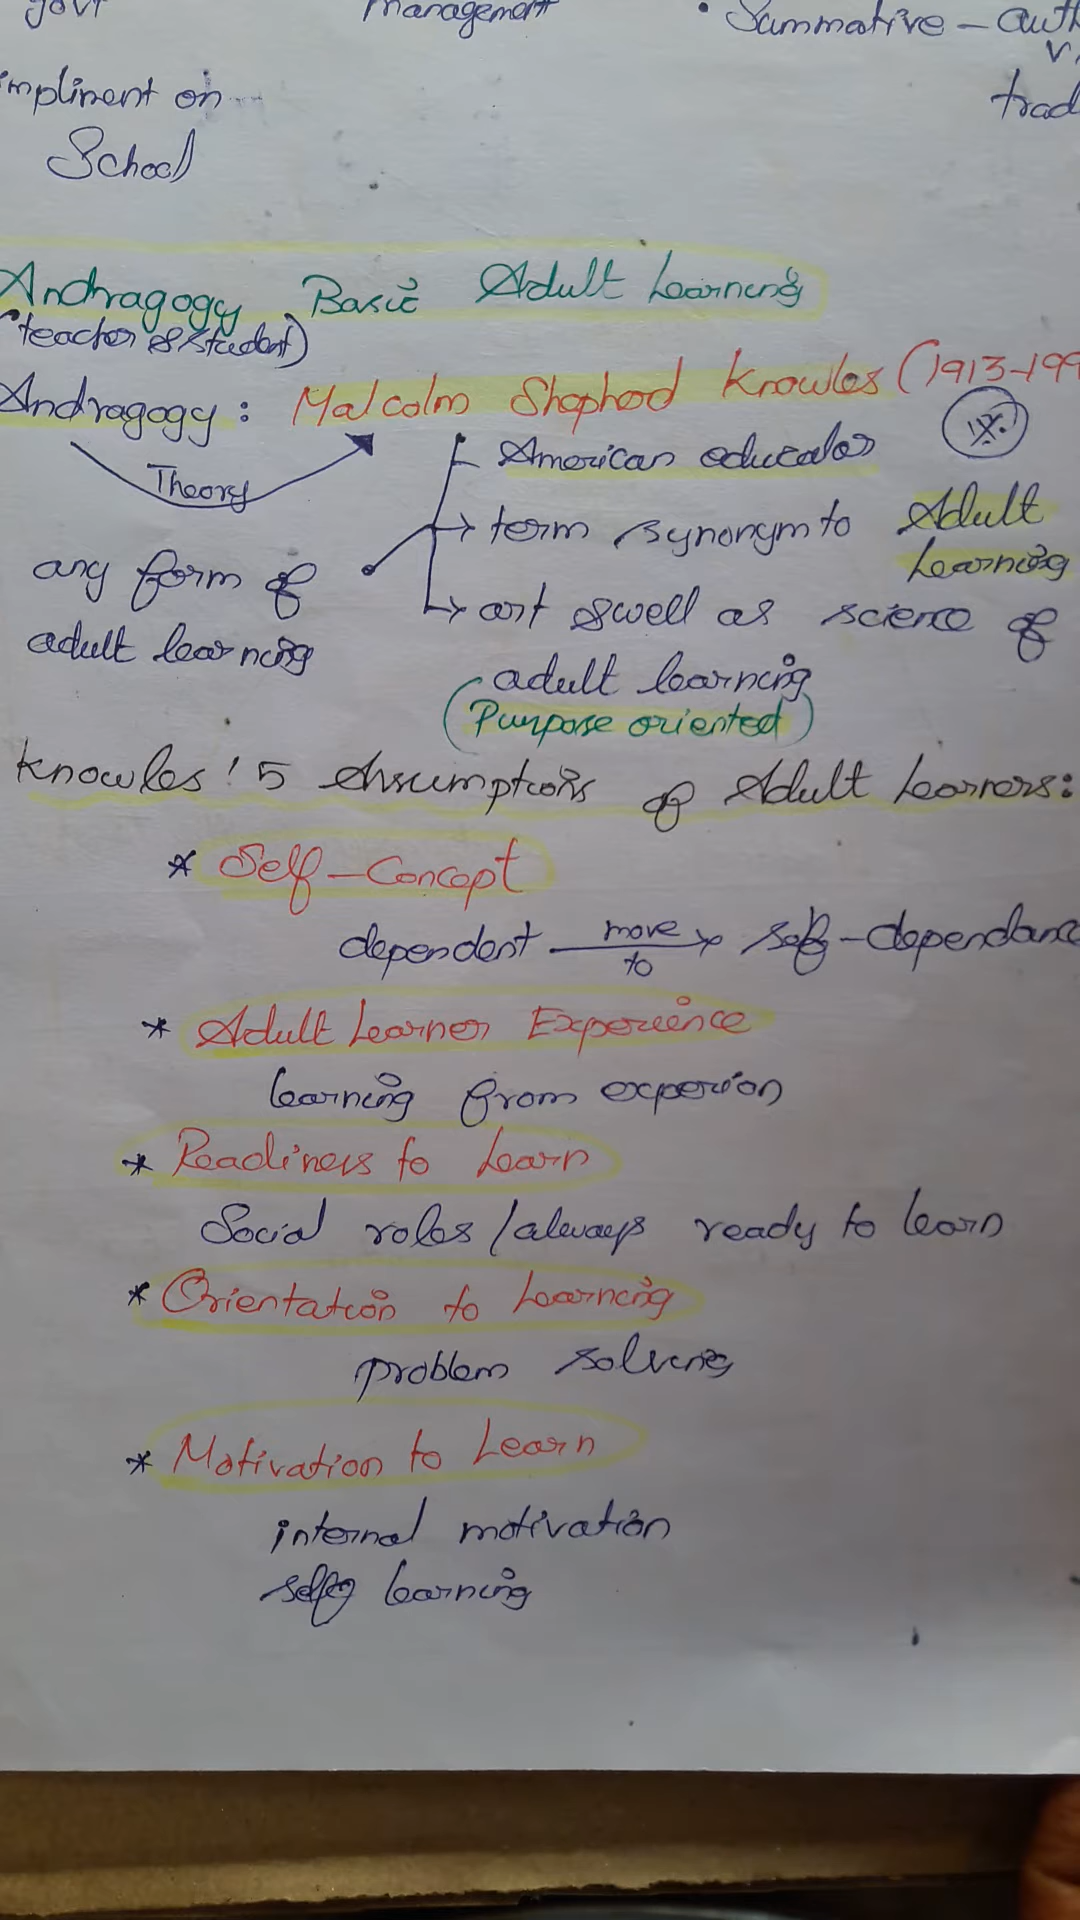 govt management • Summative – auth
v.
impliment on trad
School
Andragogy Basic Adult Learning
(teacher & student)
Andragogy : Malcolm Shepherd Knowles (1913-199
Theory American educator
term synonym to Adult
Learning
any form of
adult learning
art aswell as science of
adult learning
(Purpose oriented)
Knowles' 5 Assumptions of Adult Learners:
* Self-Concept
dependent move to → self-dependance
* Adult Learner Experience
learning from experion
* Readiness to Learn
Social roles / always ready to learn
* Orientation to Learning
problem solving
* Motivation to Learn
internal motivation
self learning